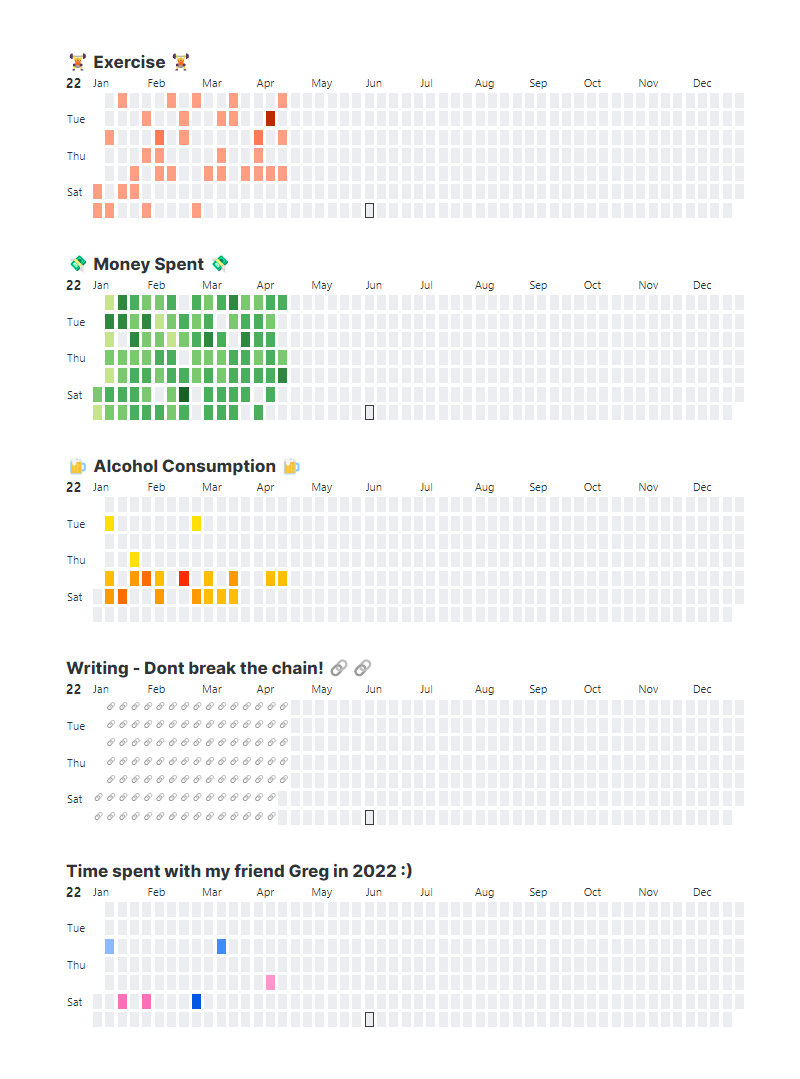 🏋️ Exercise 🏋️
22 Jan Feb Mar Apr May Jun Jul Aug Sep Oct Nov Dec
Tue
Thu
Sat
💸 Money Spent 💸
22 Jan Feb Mar Apr May Jun Jul Aug Sep Oct Nov Dec
Tue
Thu
Sat
🍺 Alcohol Consumption 🍺
22 Jan Feb Mar Apr May Jun Jul Aug Sep Oct Nov Dec
Tue
Thu
Sat
Writing - Dont break the chain! 🔗 🔗
22 Jan Feb Mar Apr May Jun Jul Aug Sep Oct Nov Dec
Tue
Thu
Sat
Time spent with my friend Greg in 2022 :)
22 Jan Feb Mar Apr May Jun Jul Aug Sep Oct Nov Dec
Tue
Thu
Sat